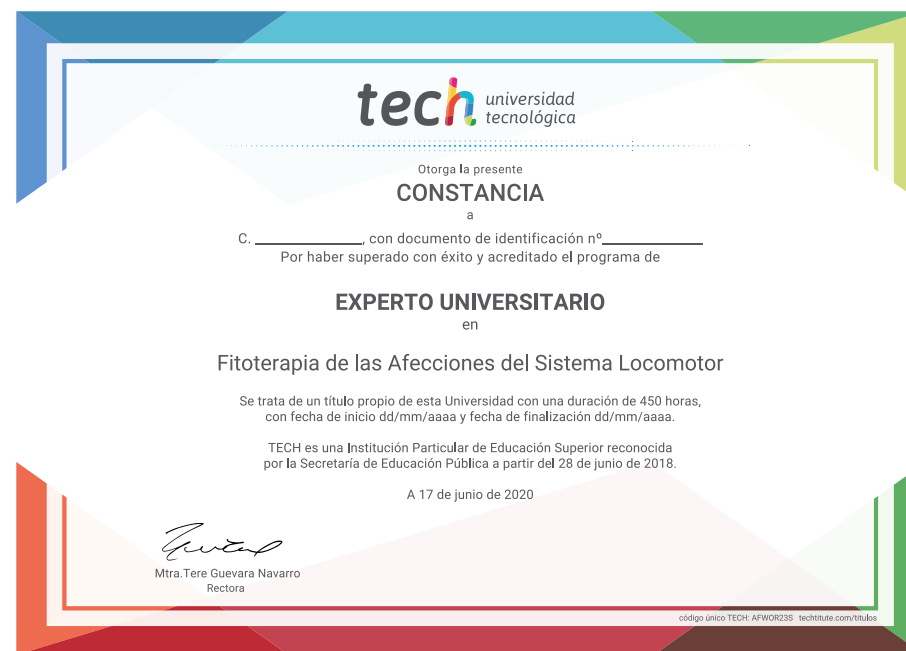 tech universidad
tecnológica
Otorga la presente
CONSTANCIA
a
C. ______________, con documento de identificación nº_____________
Por haber superado con éxito y acreditado el programa de
EXPERTO UNIVERSITARIO
en
Fitoterapia de las Afecciones del Sistema Locomotor
Se trata de un título propio de esta Universidad con una duración de 450 horas,
con fecha de inicio dd/mm/aaaa y fecha de finalización dd/mm/aaaa.
TECH es una Institución Particular de Educación Superior reconocida
por la Secretaría de Educación Pública a partir del 28 de junio de 2018.
A 17 de junio de 2020
Mtra.Tere Guevara Navarro
Rectora
código único TECH: AFWOR23S techtitute.com/titulos